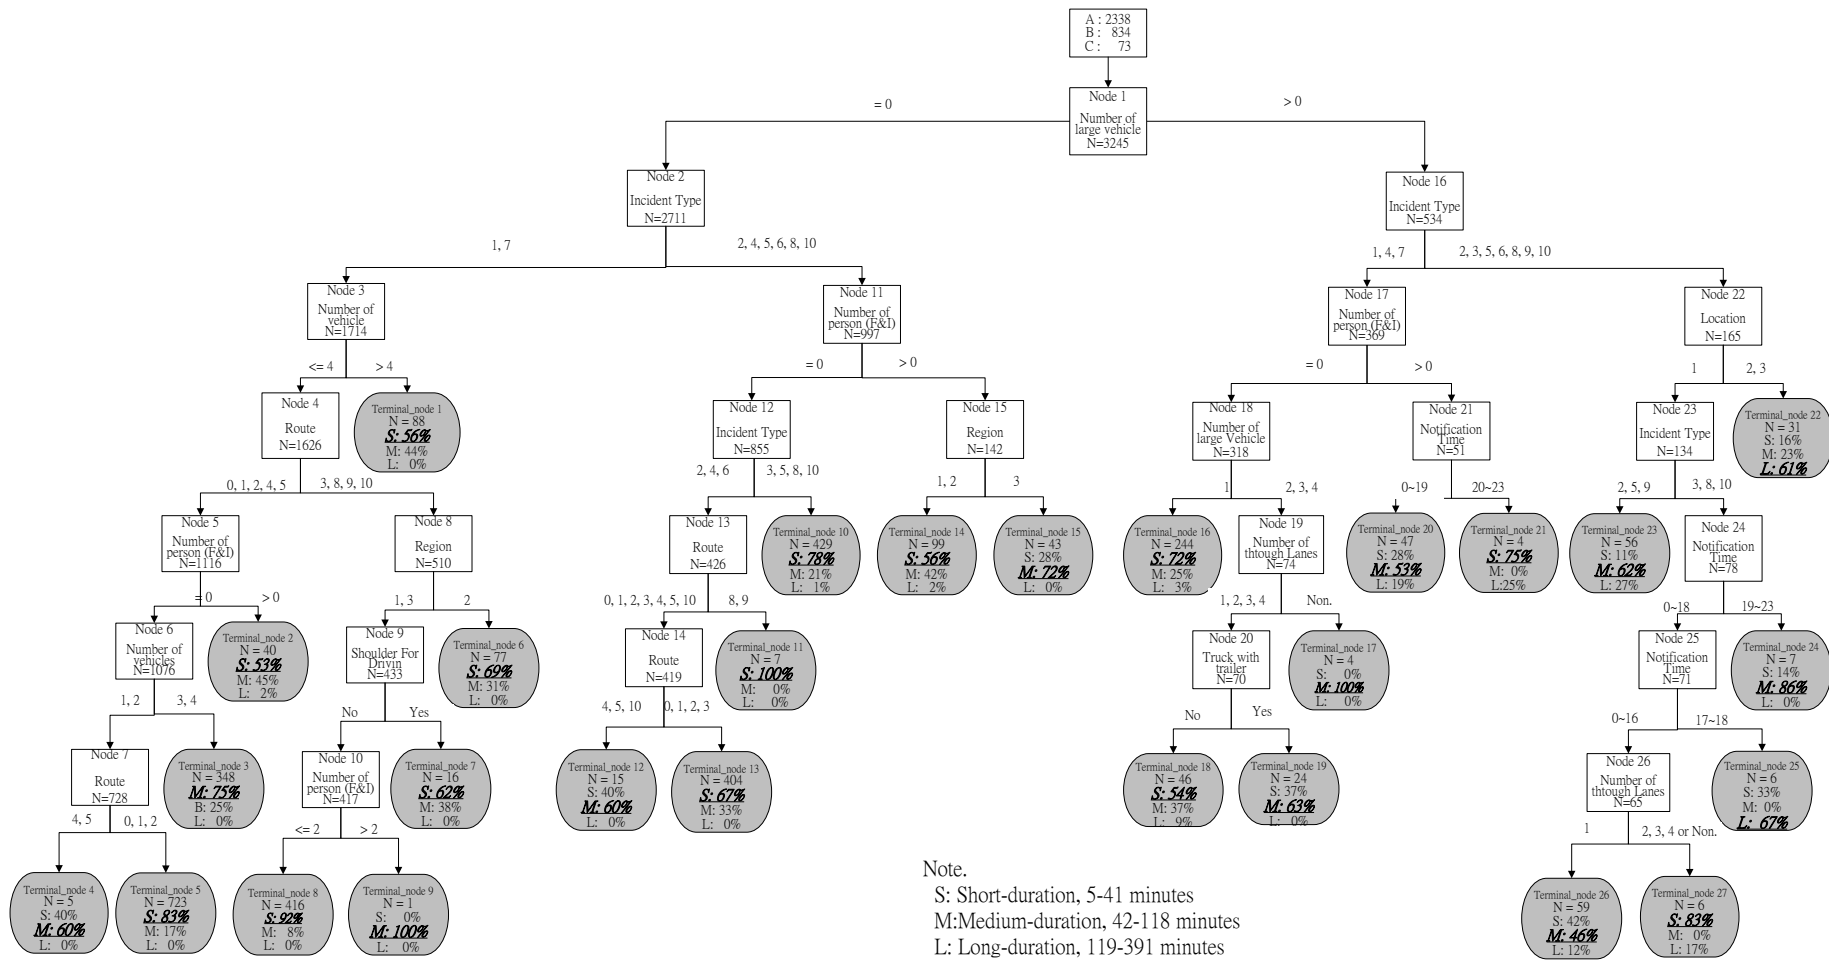 A : 2338
B : 834
C : 73
Node 1
Number of
large vehicle
N=3245
= 0
> 0
Node 2
Incident Type
N=2711
Node 16
Incident Type
N=534
1, 7
2, 4, 5, 6, 8, 10
1, 4, 7
2, 3, 5, 6, 8, 9, 10
Node 3
Number of
vehicle
N=1714
Node 11
Number of
person (F&I)
N=997
Node 17
Number of
person (F&I)
N=369
Node 22
Location
N=165
<= 4
> 4
= 0
> 0
= 0
> 0
1
2, 3
Node 4
Route
N=1626
Terminal_node 1
N = 88
S: 56%
M: 44%
L: 0%
Node 12
Incident Type
N=855
Node 15
Region
N=142
Node 18
Number of
large Vehicle
N=318
Node 21
Notification
Time
N=51
Node 23
Incident Type
N=134
Terminal_node 22
N = 31
S: 16%
M: 23%
L: 61%
0, 1, 2, 4, 5
3, 8, 9, 10
2, 4, 6
3, 5, 8, 10
1, 2
3
1
2, 3, 4
0~19
20~23
2, 5, 9
3, 8, 10
Node 5
Number of
person (F&I)
N=1116
Node 8
Region
N=510
Node 13
Route
N=426
Terminal_node 10
N = 429
S: 78%
M: 21%
L: 1%
Terminal_node 14
N = 99
S: 56%
M: 42%
L: 2%
Terminal_node 15
N = 43
S: 28%
M: 72%
L: 0%
Terminal_node 16
N = 244
S: 72%
M: 25%
L: 3%
Node 19
Number of
thtough Lanes
N=74
Terminal_node 20
N = 47
S: 28%
M: 53%
L: 19%
Terminal_node 21
N = 4
S: 75%
M: 0%
L:25%
Terminal_node 23
N = 56
S: 11%
M: 62%
L: 27%
Node 24
Notification
Time
N=78
= 0
> 0
1, 3
2
0, 1, 2, 3, 4, 5, 10
8, 9
1, 2, 3, 4
Non.
0~18
19~23
Node 6
Number of
vehicles
N=1076
Terminal_node 2
N = 40
S: 53%
M: 45%
L: 2%
Node 9
Shoulder For
Drivin
N=433
Terminal_node 6
N = 77
S: 69%
M: 31%
L: 0%
Node 14
Route
N=419
Terminal_node 11
N = 7
S: 100%
M: 0%
L: 0%
Node 20
Truck with
trailer
N=70
Terminal_node 17
N = 4
S: 0%
M: 100%
L: 0%
Node 25
Notification
Time
N=71
Terminal_node 24
N = 7
S: 14%
M: 86%
L: 0%
1, 2
3, 4
No
Yes
4, 5, 10
0, 1, 2, 3
No
Yes
0~16
17~18
Node 7
Route
N=728
Terminal_node 3
N = 348
M: 75%
B: 25%
L: 0%
Node 10
Number of
person (F&I)
N=417
Terminal_node 7
N = 16
S: 62%
M: 38%
L: 0%
Terminal_node 12
N = 15
S: 40%
M: 60%
L: 0%
Terminal_node 13
N = 404
S: 67%
M: 33%
L: 0%
Terminal_node 18
N = 46
S: 54%
M: 37%
L: 9%
Terminal_node 19
N = 24
S: 37%
M: 63%
L: 0%
Node 26
Number of
thtough Lanes
N=65
Terminal_node 25
N = 6
S: 33%
M: 0%
L: 67%
4, 5
0, 1, 2
<= 2
> 2
1
2, 3, 4 or Non.
Terminal_node 4
N = 5
S: 40%
M: 60%
L: 0%
Terminal_node 5
N = 723
S: 83%
M: 17%
L: 0%
Terminal_node 8
N = 416
S: 92%
M: 8%
L: 0%
Terminal_node 9
N = 1
S: 0%
M: 100%
L: 0%
Terminal_node 26
N = 59
S: 42%
M: 46%
L: 12%
Terminal_node 27
N = 6
S: 83%
M: 0%
L: 17%
Note.
S: Short-duration, 5-41 minutes
M:Medium-duration, 42-118 minutes
L: Long-duration, 119-391 minutes